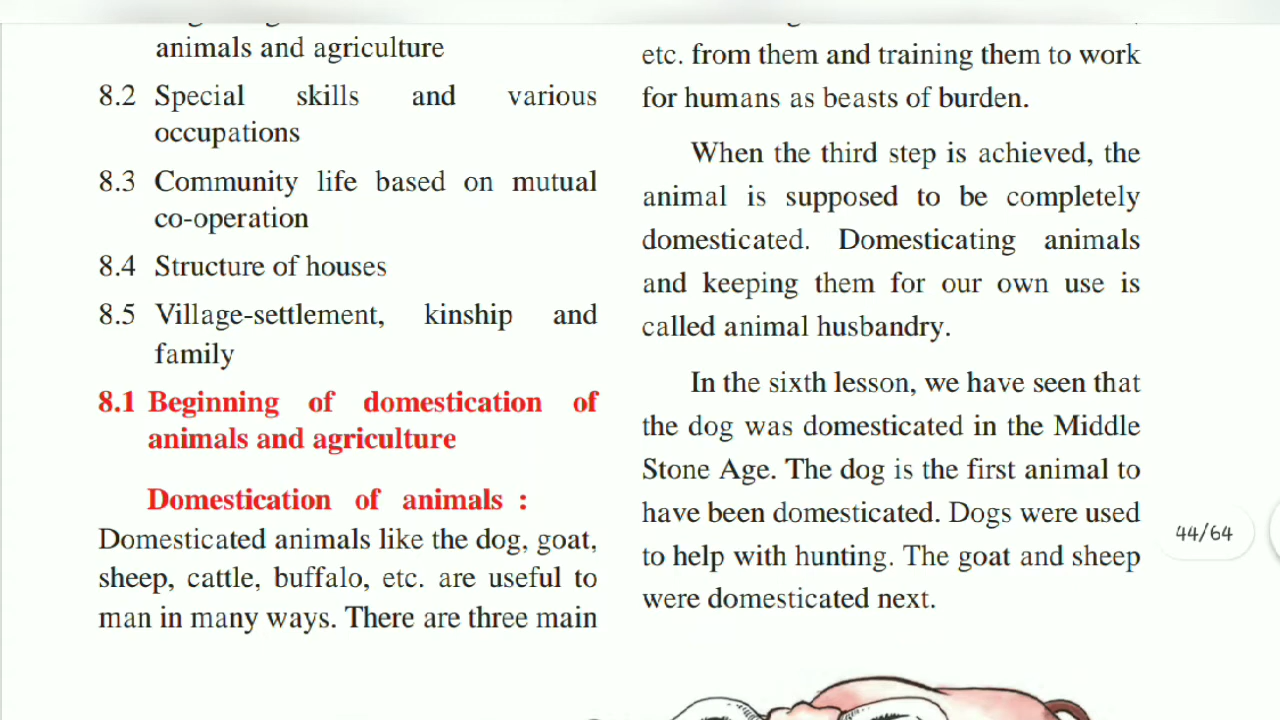 animals and agriculture
8.2 Special skills and various
occupations
8.3 Community life based on mutual
co-operation
8.4 Structure of houses
8.5 Village-settlement, kinship and
family
8.1 Beginning of domestication of
animals and agriculture
Domestication of animals :
Domesticated animals like the dog, goat,
sheep, cattle, buffalo, etc. are useful to
man in many ways. There are three main
etc. from them and training them to work
for humans as beasts of burden.
When the third step is achieved, the
animal is supposed to be completely
domesticated. Domesticating animals
and keeping them for our own use is
called animal husbandry.
In the sixth lesson, we have seen that
the dog was domesticated in the Middle
Stone Age. The dog is the first animal to
have been domesticated. Dogs were used
to help with hunting. The goat and sheep
were domesticated next.
44/64